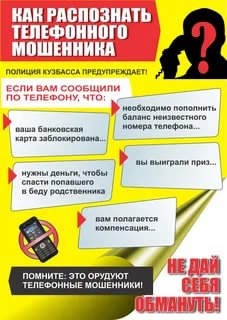 КАК РАСПОЗНАТЬ
ТЕЛЕФОННОГО
МОШЕННИКА
?
ПОЛИЦИЯ КУЗБАССА ПРЕДУПРЕЖДАЕТ!
ЕСЛИ ВАМ СООБЩИЛИ
ПО ТЕЛЕФОНУ, ЧТО:
необходимо пополнить
баланс неизвестного
номера телефона...
ваша банковская
карта заблокирована...
вы выиграли приз...
нужны деньги, чтобы
спасти попавшего
в беду родственника
вам полагается
компенсация...
ПОМНИТЕ: ЭТО ОРУДУЮТ
ТЕЛЕФОННЫЕ МОШЕННИКИ!
НЕ ДАЙ
СЕБЯ
ОБМАНУТЬ!